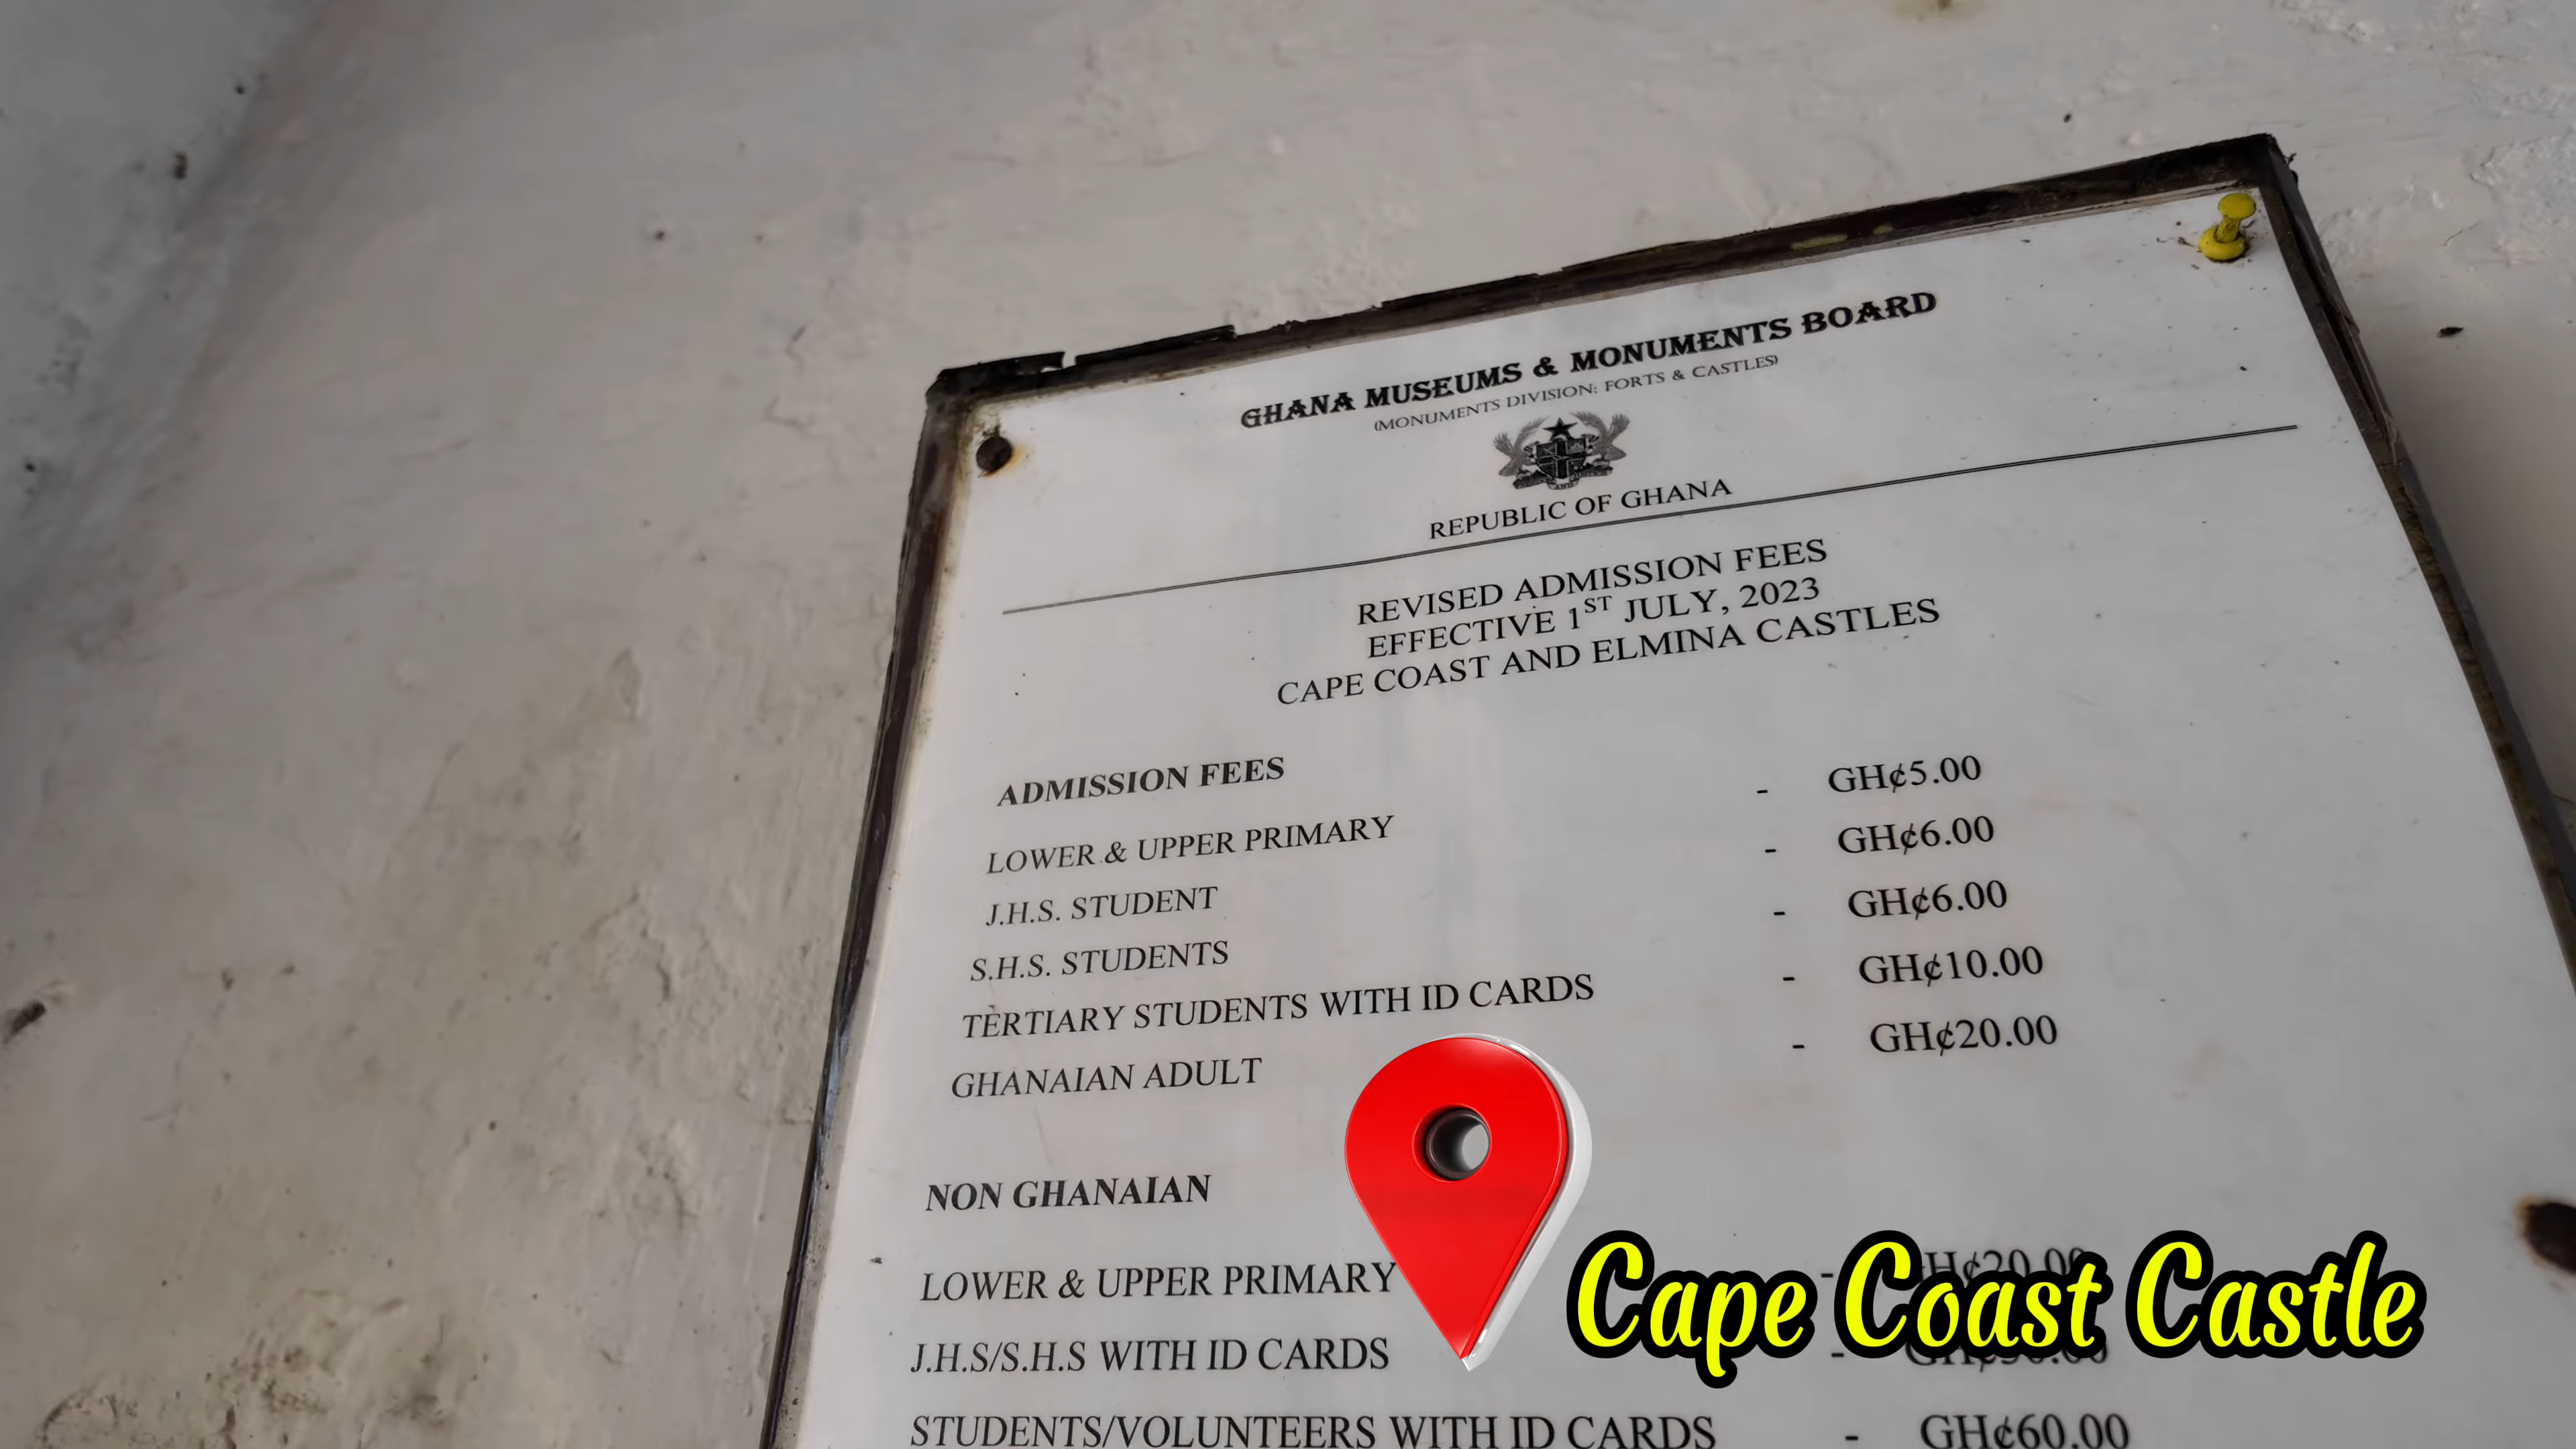 GHANA MUSEUMS & MONUMENTS BOARD
(MONUMENTS DIVISION: FORTS & CASTLES)
REPUBLIC OF GHANA
REVISED ADMISSION FEES
EFFECTIVE 1ST JULY, 2023
CAPE COAST AND ELMINA CASTLES
ADMISSION FEES
LOWER & UPPER PRIMARY - GH¢5.00
J.H.S. STUDENT - GH¢6.00
S.H.S. STUDENTS - GH¢6.00
TERTIARY STUDENTS WITH ID CARDS - GH¢10.00
GHANAIAN ADULT - GH¢20.00
NON GHANAIAN
LOWER & UPPER PRIMARY - GH¢20.00
J.H.S/S.H.S WITH ID CARDS -
STUDENTS/VOLUNTEERS WITH ID CARDS - GH¢60.00
Cape Coast Castle